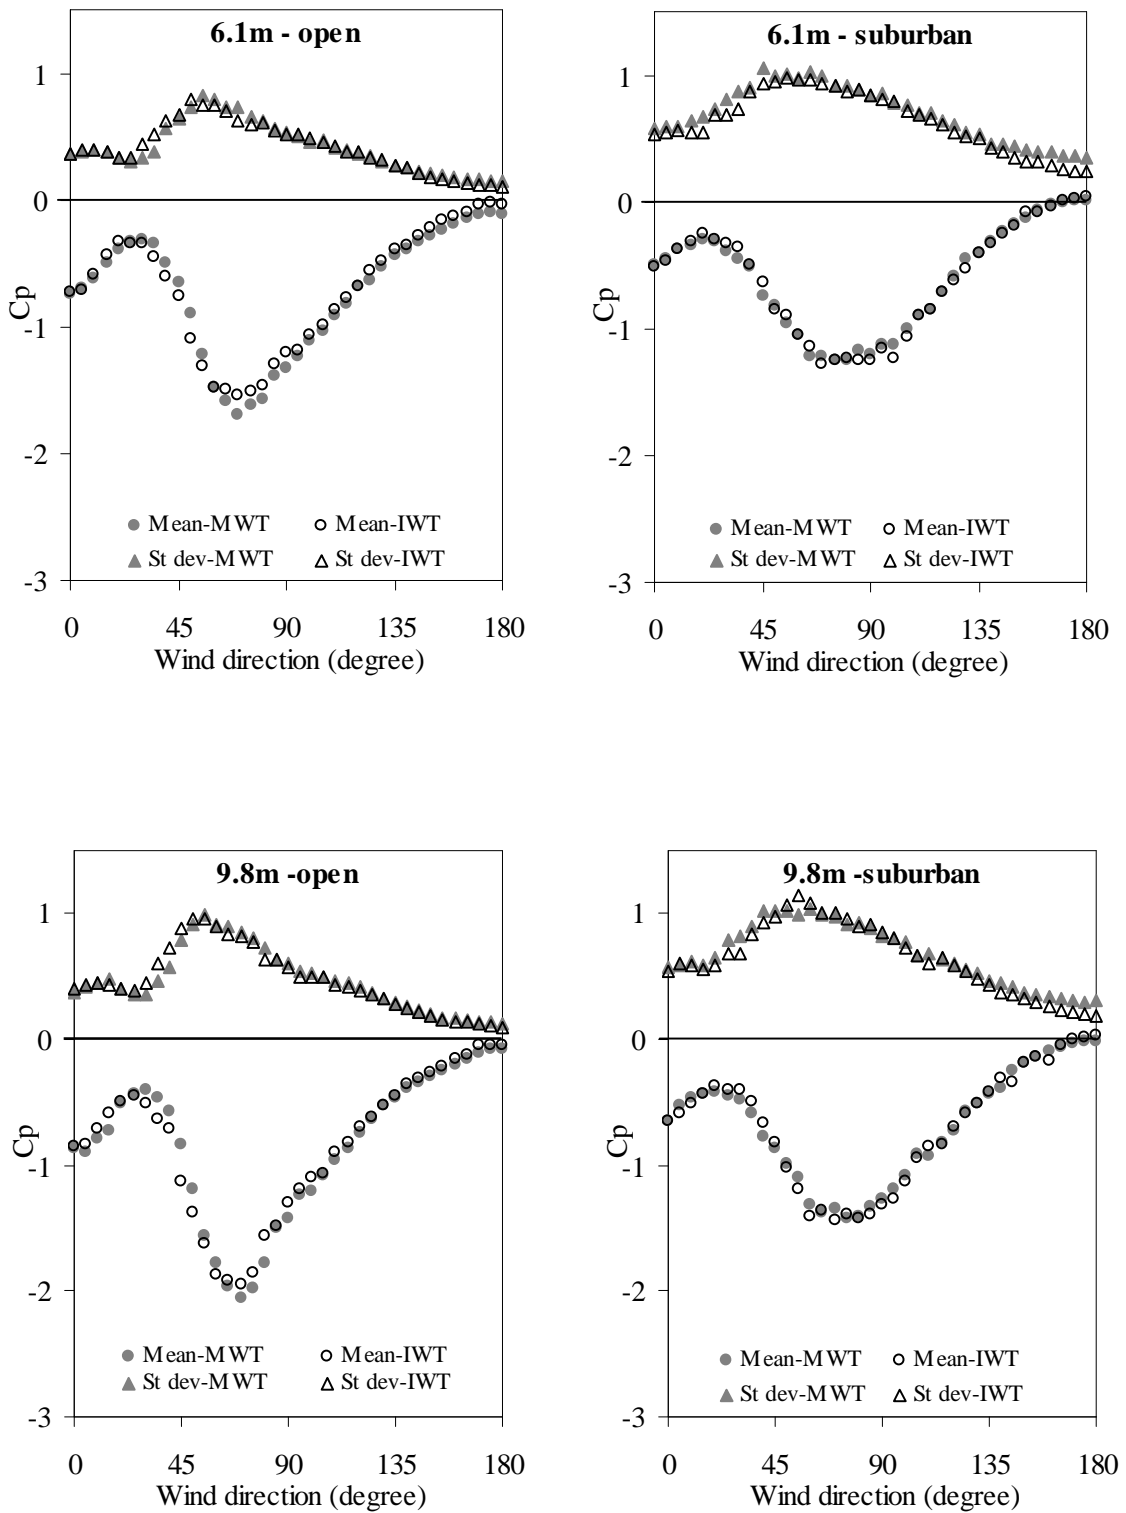 6.1m - open
1
0
-1
-2
-3
Cp
Mean-MWT Mean-IWT
St dev-MWT St dev-IWT
0 45 90 135 180
Wind direction (degree)
6.1m - suburban
1
0
-1
-2
-3
Cp
Mean-MWT Mean-IWT
St dev-MWT St dev-IWT
0 45 90 135 180
Wind direction (degree)
9.8m -open
1
0
-1
-2
-3
Cp
Mean-MWT Mean-IWT
St dev-MWT St dev-IWT
0 45 90 135 180
Wind direction (degree)
9.8m -suburban
1
0
-1
-2
-3
Cp
Mean-MWT Mean-IWT
St dev-MWT St dev-IWT
0 45 90 135 180
Wind direction (degree)